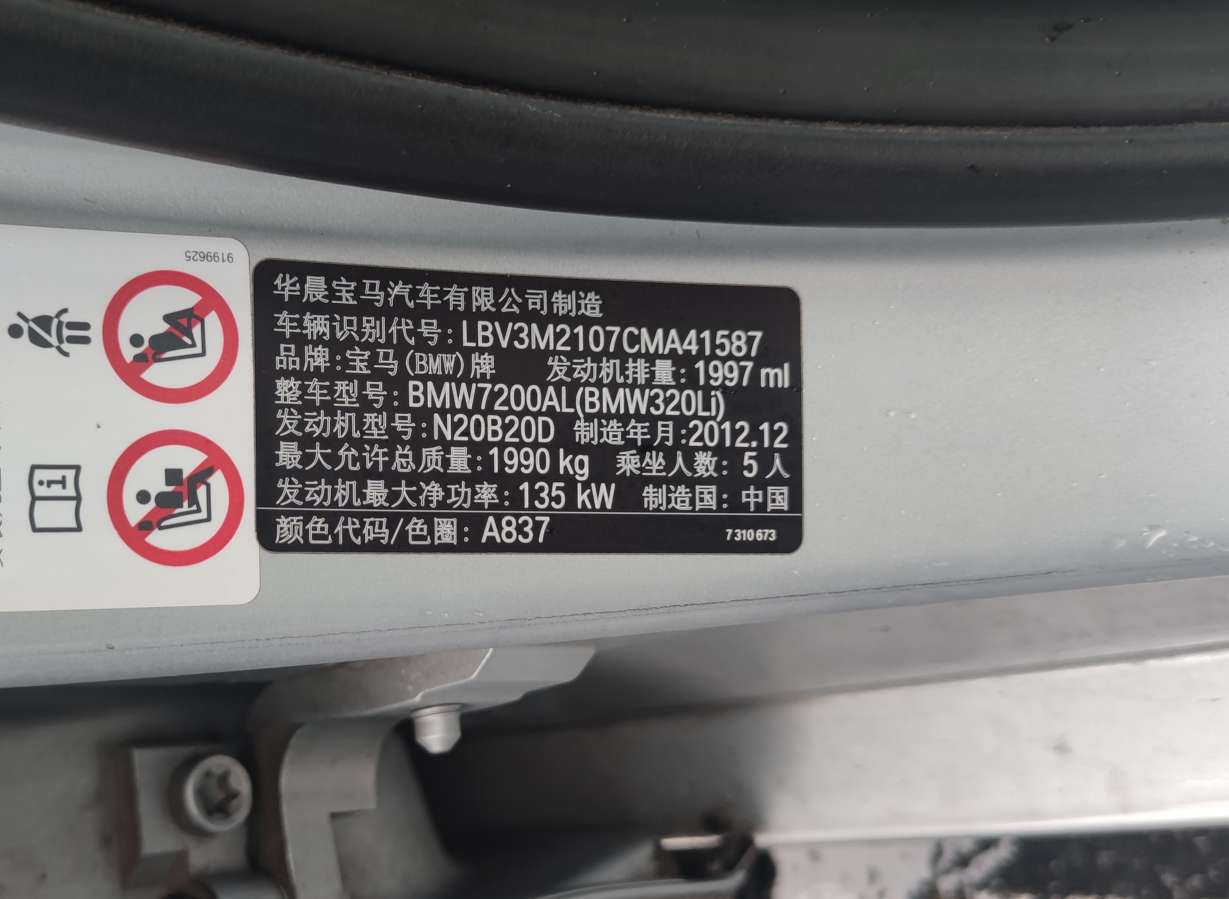 9199625
华晨宝马汽车有限公司制造
车辆识别代号:LBV3M2107CMA41587
品牌:宝马(BMW)牌 发动机排量:1997 ml
整车型号:BMW7200AL(BMW320Li)
发动机型号:N20B20D 制造年月:2012.12
最大允许总质量:1990 kg 乘坐人数:5人
发动机最大净功率:135 kW 制造国:中国
颜色代码/色圈:A837 7 310 673